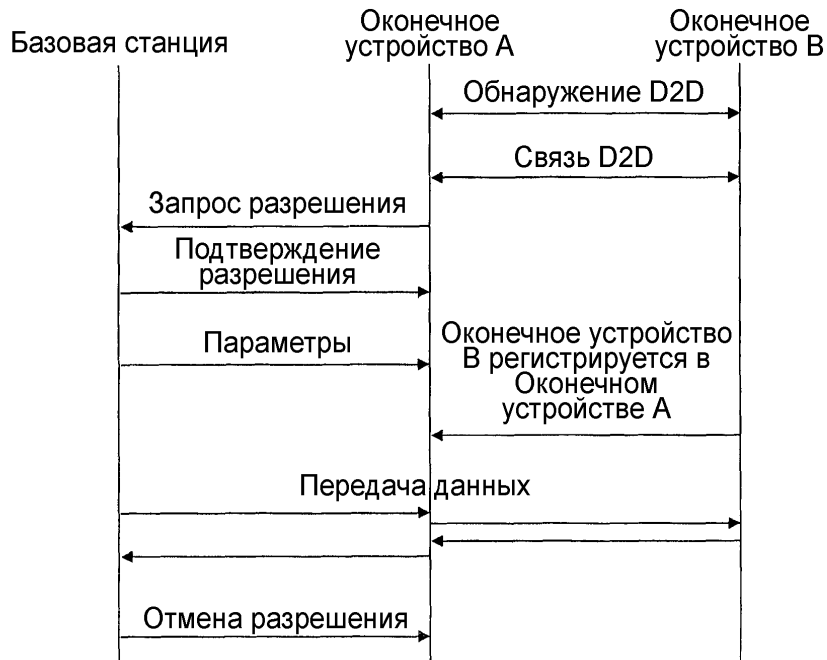 Базовая станция
Оконечное
устройство A
Оконечное
устройство B
Обнаружение D2D
Связь D2D
Запрос разрешения
Подтверждение
разрешения
Параметры
Оконечное устройство
B регистрируется в
Оконечном
устройстве A
Передача данных
Отмена разрешения